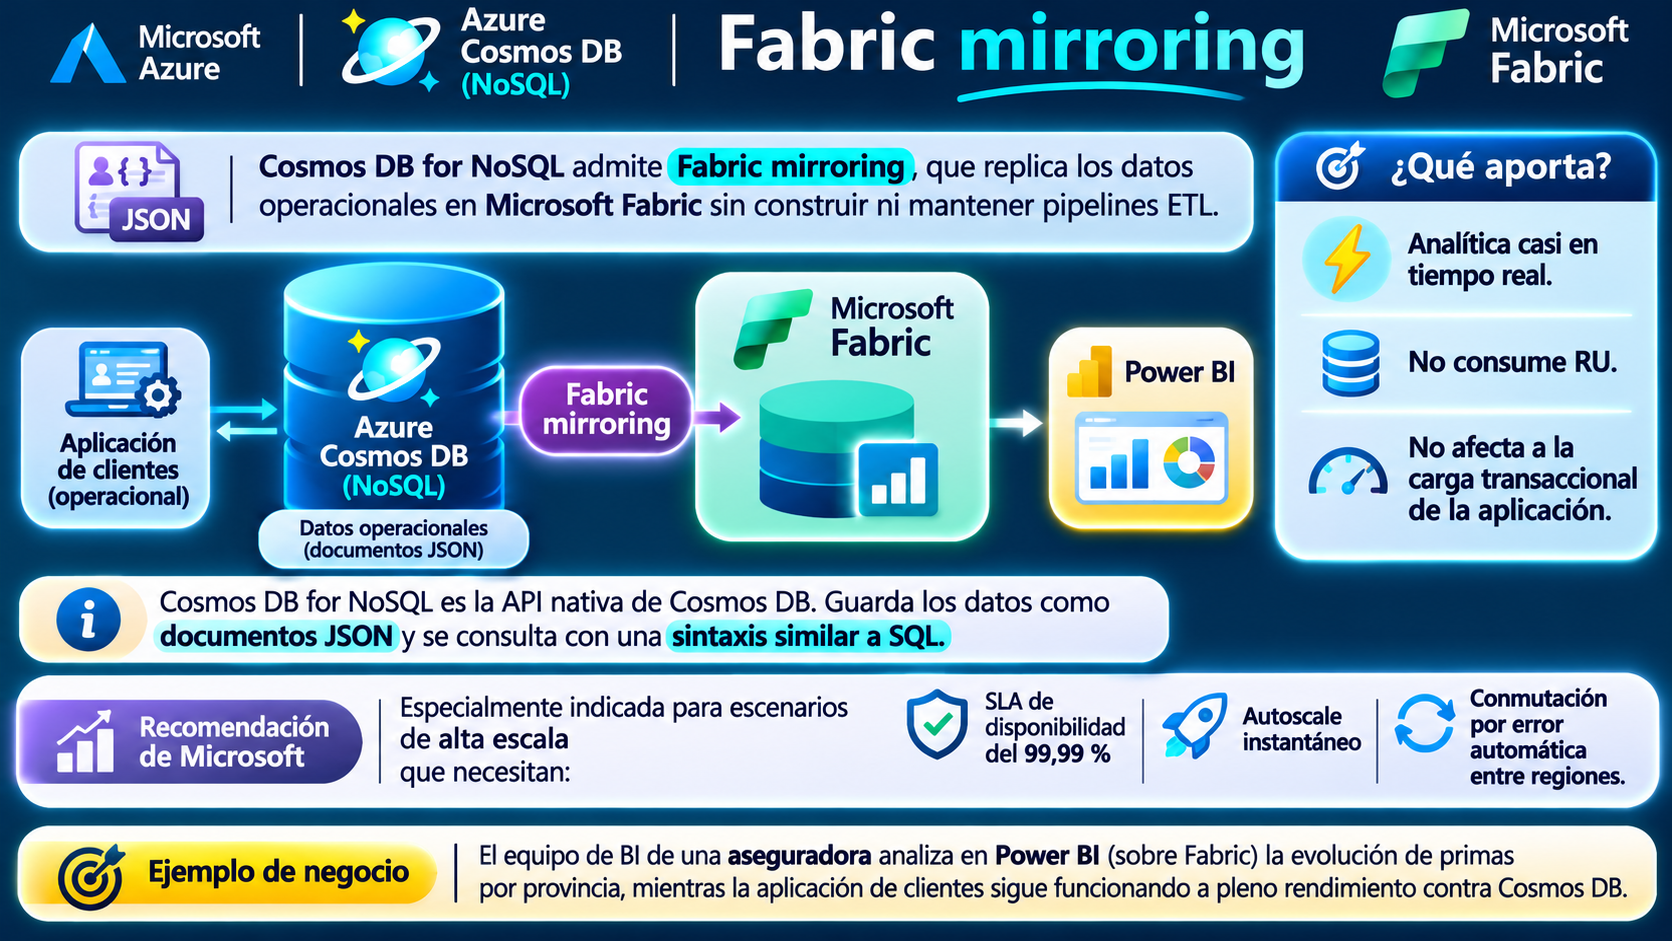 Microsoft
Azure
Azure
Cosmos DB
(NoSQL)
Fabric mirroring
Microsoft
Fabric
{}
{
JSON
Cosmos DB for NoSQL admite Fabric mirroring, que replica los datos
operacionales en Microsoft Fabric sin construir ni mantener pipelines ETL.
¿Qué aporta?
Analítica casi en
tiempo real.
No consume RU.
No afecta a la
carga transaccional
de la aplicación.
Aplicación
de clientes
(operacional)
Azure
Cosmos DB
(NoSQL)
Datos operacionales
(documentos JSON)
Fabric
mirroring
Microsoft
Fabric
Power BI
i
Cosmos DB for NoSQL es la API nativa de Cosmos DB. Guarda los datos como
documentos JSON y se consulta con una sintaxis similar a SQL.
Recomendación
de Microsoft
Especialmente indicada para escenarios
de alta escala
que necesitan:
SLA de
disponibilidad
del 99,99 %
Autoscale
instantáneo
Conmutación
por error
automática
entre regiones.
Ejemplo de negocio
El equipo de BI de una aseguradora analiza en Power BI (sobre Fabric) la evolución de primas
por provincia, mientras la aplicación de clientes sigue funcionando a pleno rendimiento contra Cosmos DB.